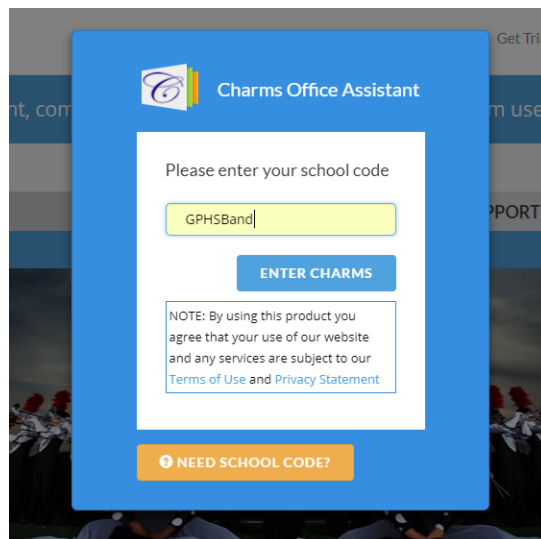 Get Tri
Charms Office Assistant
nt, com
m use
Please enter your school code
PPORT
GPHSBand
ENTER CHARMS
NOTE: By using this product you
agree that your use of our website
and any services are subject to our
Terms of Use and Privacy Statement
NEED SCHOOL CODE?